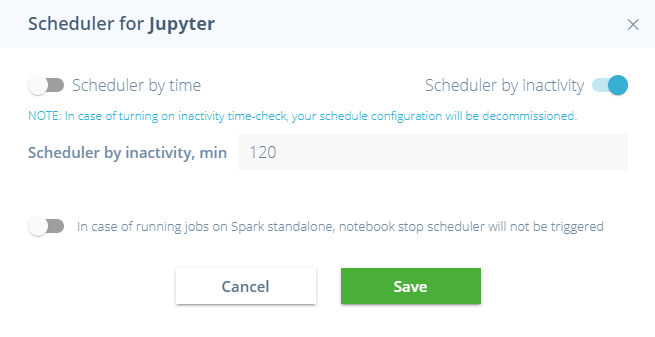 Scheduler for Jupyter
Scheduler by time
Scheduler by inactivity
NOTE: In case of turning on inactivity time-check, your schedule configuration will be decommissioned.
Scheduler by inactivity, min
120
In case of running jobs on Spark standalone, notebook stop scheduler will not be triggered
Cancel
Save